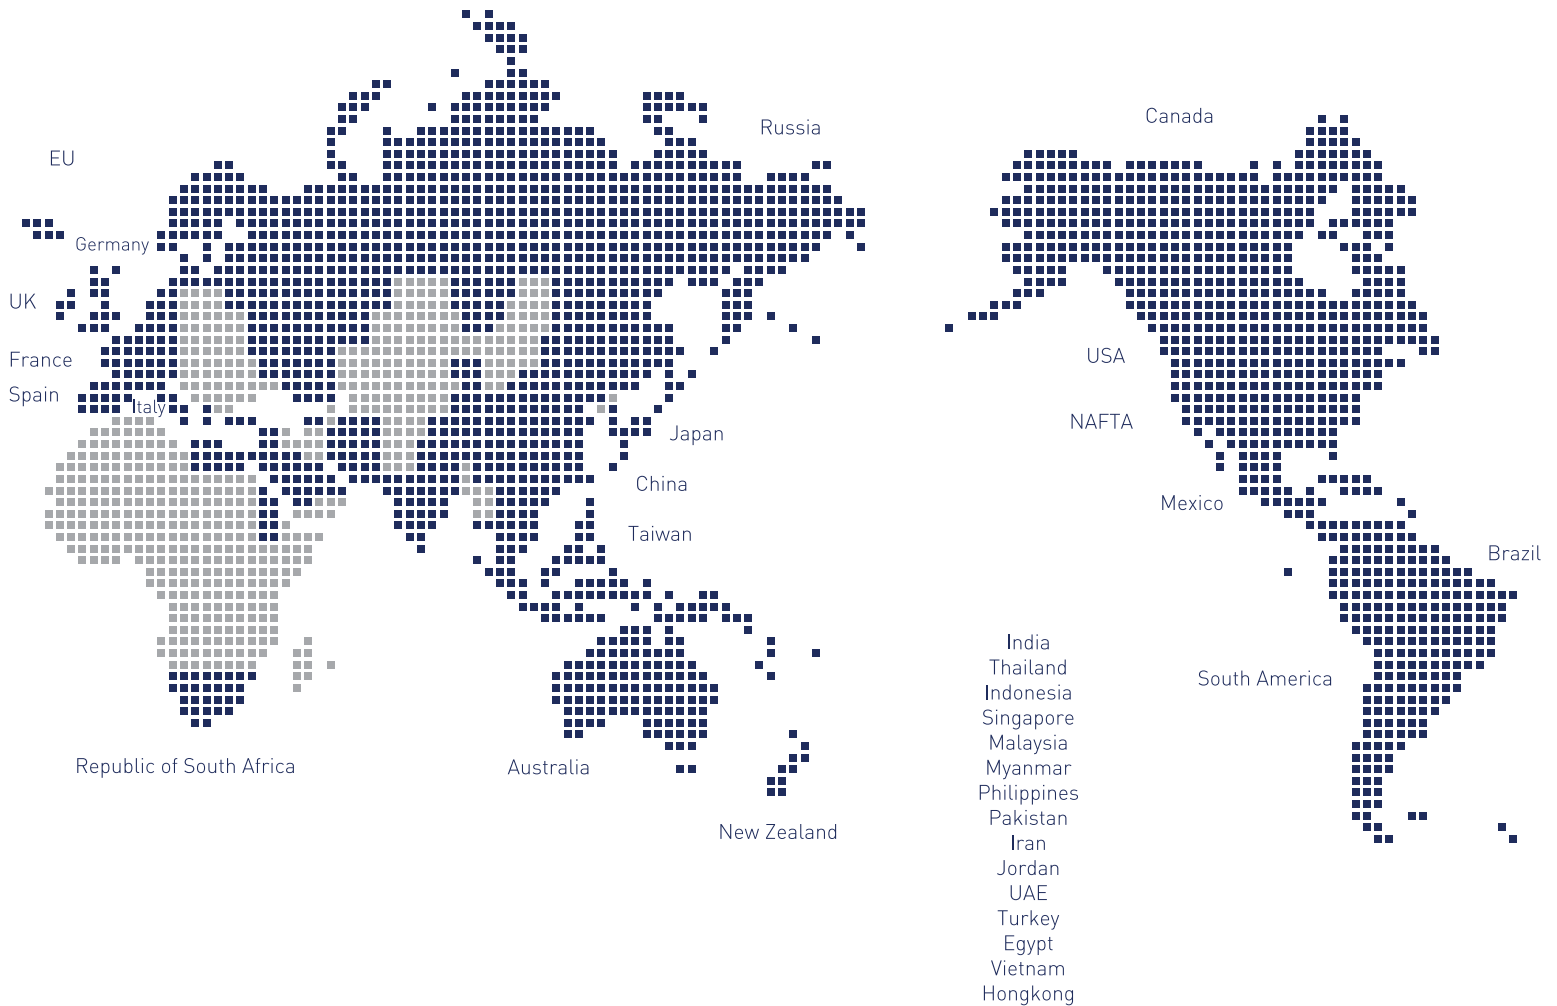 Canada
Russia
EU
Germany
UK
USA
France
Spain
Italy
NAFTA
Japan
China
Mexico
Taiwan
Brazil
South America
Republic of South Africa
Australia
New Zealand
India
Thailand
Indonesia
Singapore
Malaysia
Myanmar
Philippines
Pakistan
Iran
Jordan
UAE
Turkey
Egypt
Vietnam
Hongkong